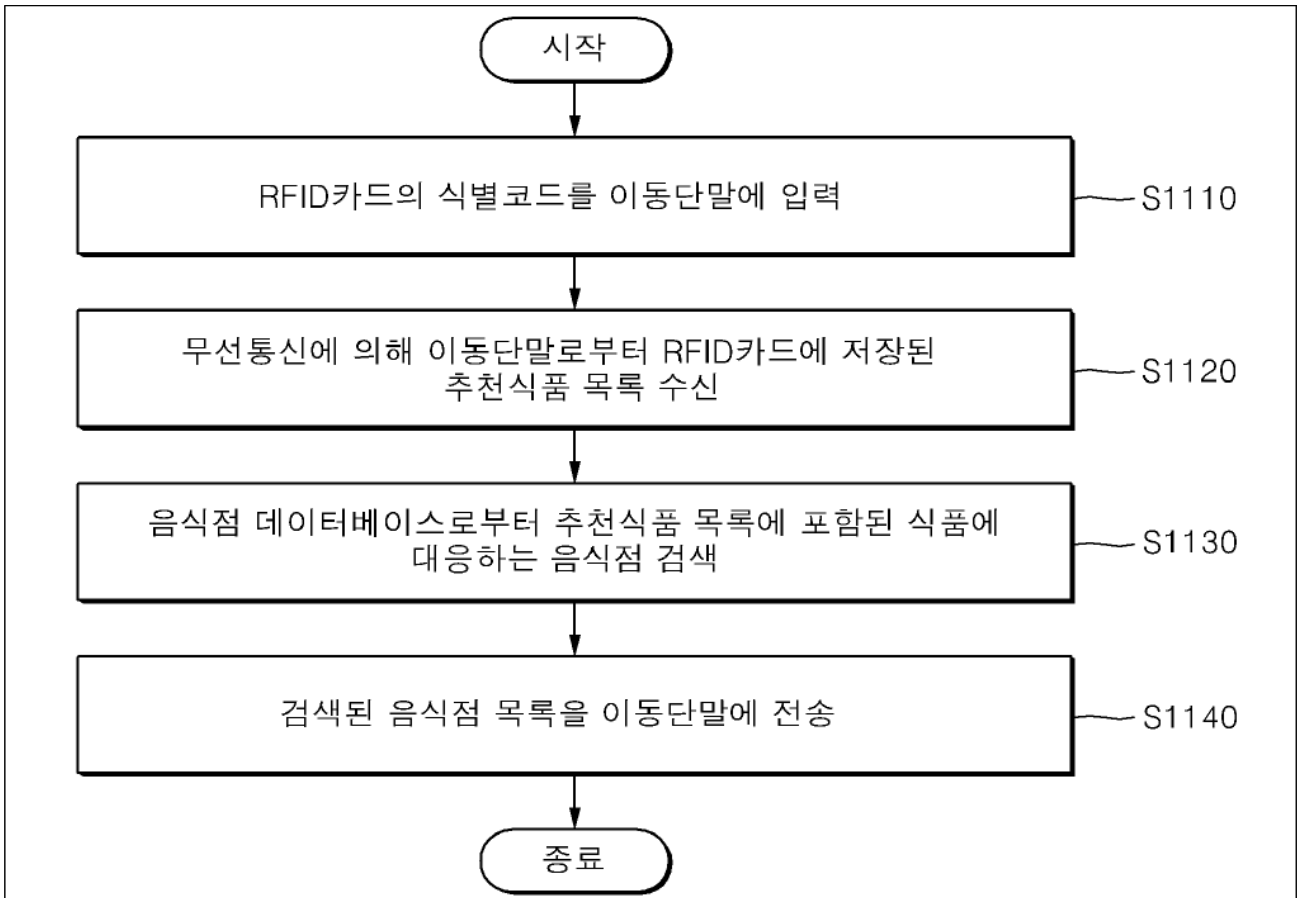 시작
RFID카드의 식별코드를 이동단말에 입력
S1110
무선통신에 의해 이동단말로부터 RFID카드에 저장된
추천식품 목록 수신
S1120
음식점 데이터베이스로부터 추천식품 목록에 포함된 식품에
대응하는 음식점 검색
S1130
검색된 음식점 목록을 이동단말에 전송
S1140
종료